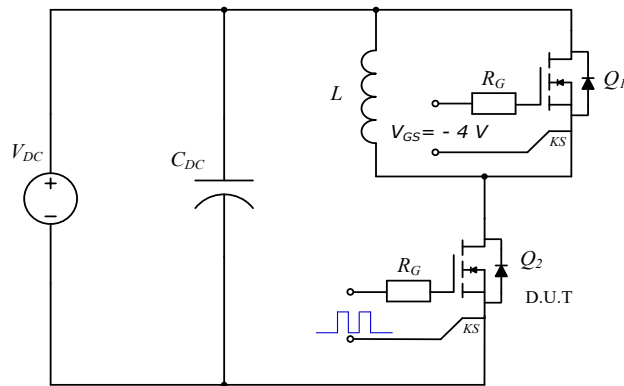 R_G
Q_1
L
V_GS= - 4 V
KS
V_DC
C_DC
+
−
R_G
Q_2
D.U.T
KS